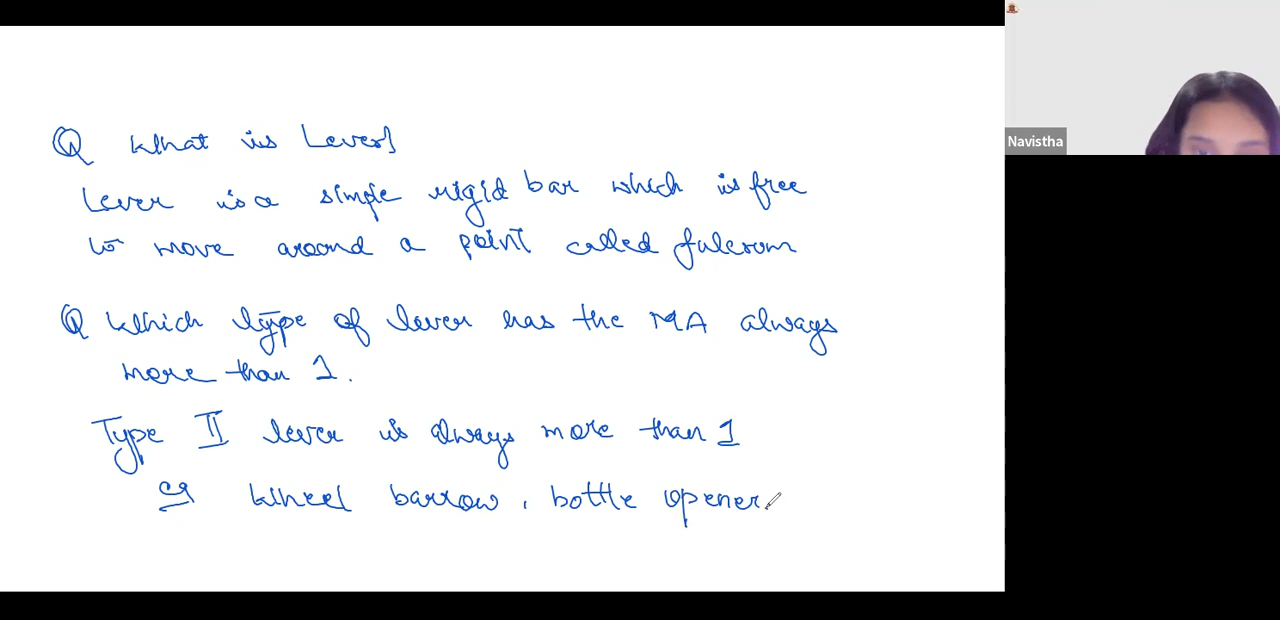 Q What is Lever?
Lever is a simple rigid bar which is free
to move around a point called fulcrum
Q Which type of lever has the MA always
more than 1.
Type II lever is always more than 1
eg Wheel barrow, bottle opener
Navistha